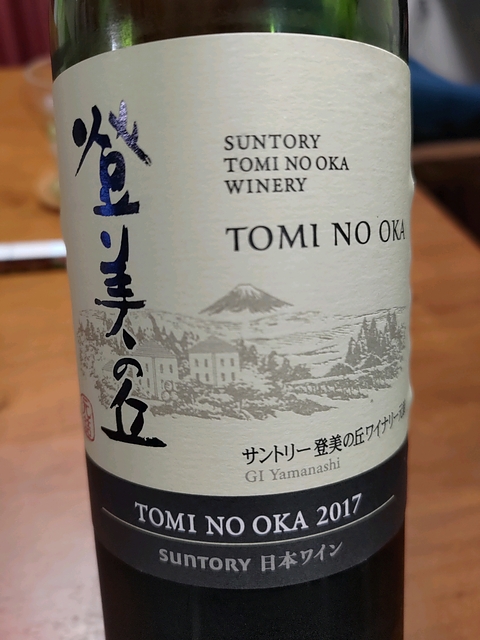 登美の丘
SUNTORY
TOMI NO OKA
WINERY
TOMI NO OKA
サントリー登美の丘ワイナリー
GI Yamanashi
TOMI NO OKA 2017
SUNTORY 日本ワイン